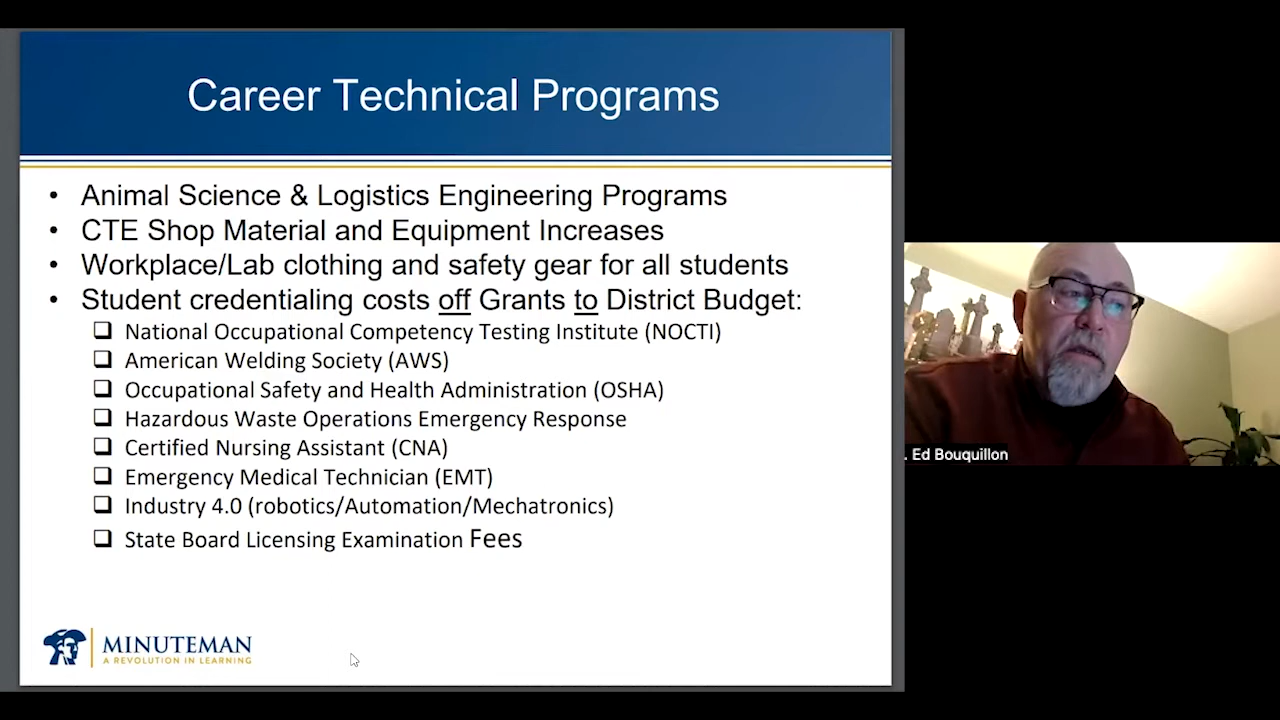 Career Technical Programs
• Animal Science & Logistics Engineering Programs
• CTE Shop Material and Equipment Increases
• Workplace/Lab clothing and safety gear for all students
• Student credentialing costs off Grants to District Budget:
❑ National Occupational Competency Testing Institute (NOCTI)
❑ American Welding Society (AWS)
❑ Occupational Safety and Health Administration (OSHA)
❑ Hazardous Waste Operations Emergency Response
❑ Certified Nursing Assistant (CNA)
❑ Emergency Medical Technician (EMT)
❑ Industry 4.0 (robotics/Automation/Mechatronics)
❑ State Board Licensing Examination Fees
MINUTEMAN
A REVOLUTION IN LEARNING
. Ed Bouquillon